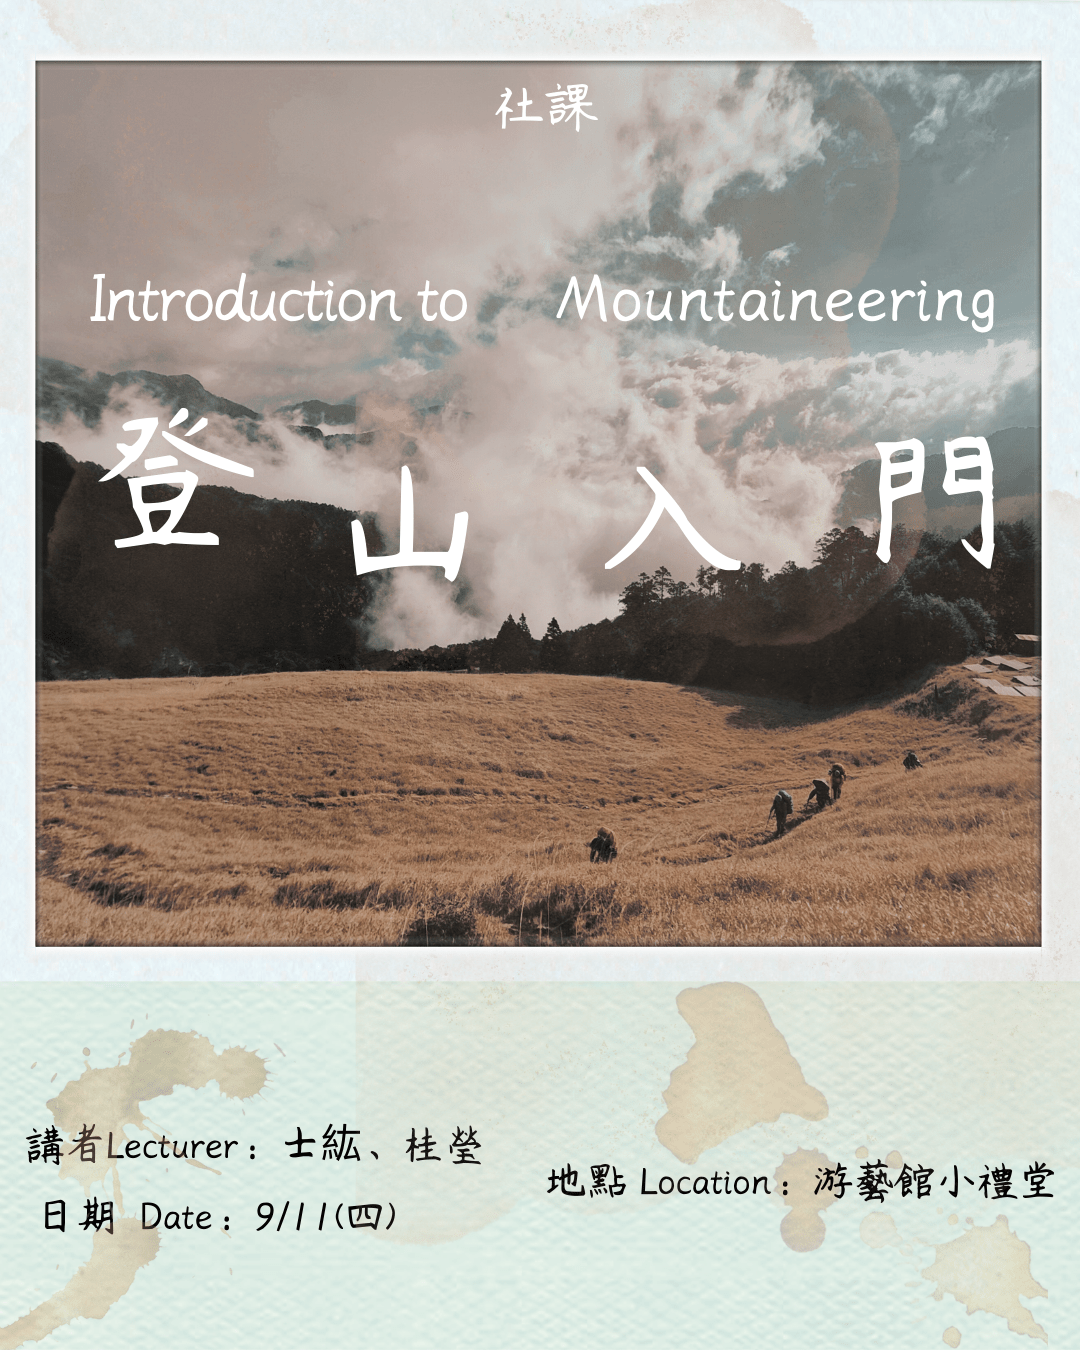 社課
Introduction to Mountaineering
登山入門
講者Lecturer：士紘、桂瑩
日期 Date：9/11(四)
地點 Location：游藝館小禮堂